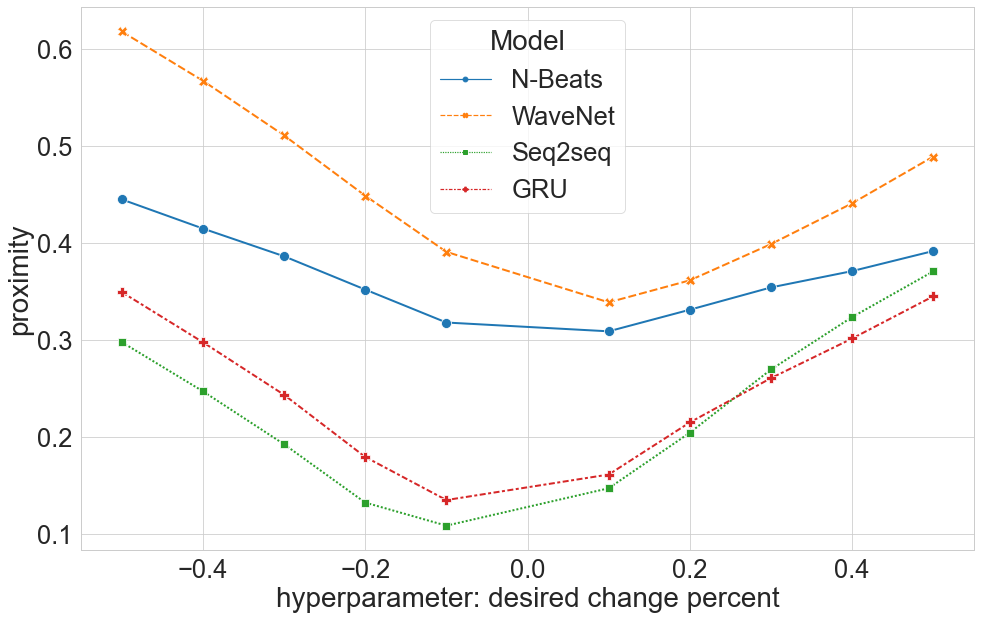 Model
N-Beats
WaveNet
Seq2seq
GRU
proximity
0.6
0.5
0.4
0.3
0.2
0.1
−0.4 −0.2 0.0 0.2 0.4
hyperparameter: desired change percent